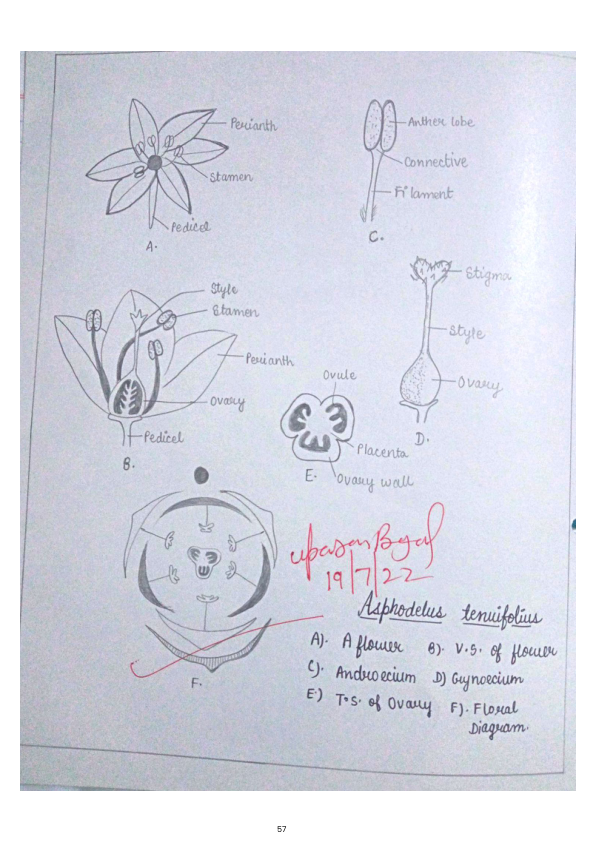 Perianth
Stamen
Pedicel
A.
Anther lobe
Connective
Filament
C.
Style
Stamen
Perianth
Ovary
Pedicel
B.
Stigma
Style
Ovary
D.
Ovule
Placenta
Ovary wall
E.
F.
19/7/22
Asphodelus tenuifolius
A). A flower B). V.S. of flower
C). Androecium D) Gynoecium
E.) T.S. of Ovary F). Floral
Diagram.
57